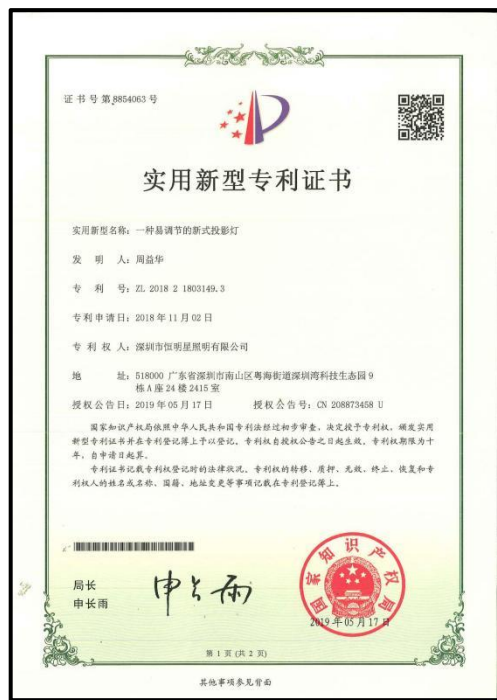 证书号第8854063号
实用新型专利证书
实用新型名称：一种易调节的新式投影灯
发明人：周益华
专利号：ZL 2018 2 1803149.3
专利申请日：2018年11月02日
专利权人：深圳市恒明星照明有限公司
地址：518000 广东省深圳市南山区粤海街道深圳湾科技生态园9
栋A座24楼2415室
授权公告日：2019年05月17日 授权公告号：CN 208873458 U
国家知识产权局依照中华人民共和国专利法经过初步审查，决定授予专利权，颁发实用
新型专利证书并在专利登记簿上予以登记。专利权自授权公告之日起生效。专利权期限为十
年，自申请日起算。
专利证书记载专利权登记时的法律状况。专利权的转移、质押、无效、终止、恢复和专
利权人的姓名或名称、国籍、地址变更等事项记载在专利登记簿上。
局长
申长雨
申长雨
国家知识产权局
2019年05月17日
第 1 页 (共 2 页)
其他事项参见背面